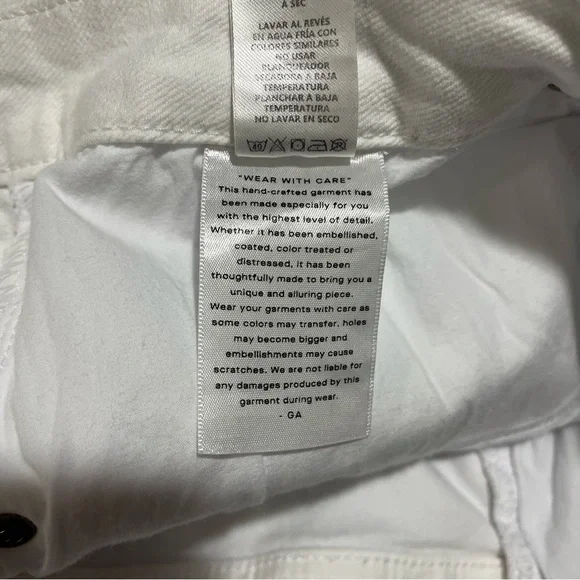 A SEC
LAVAR AL REVÉS
EN AGUA FRÍA CON
COLORES SIMILARES
NO USAR
BLANQUEADOR
SECADORA A BAJA
TEMPERATURA
PLANCHAR A BAJA
TEMPERATURA
NO LAVAR EN SECO
40
"WEAR WITH CARE"
This hand-crafted garment has
been made especially for you
with the highest level of detail.
Whether it has been embellished,
coated, color treated or
distressed, it has been
thoughtfully made to bring you a
unique and alluring piece.
Wear your garments with care as
some colors may transfer, holes
may become bigger and
embellishments may cause
scratches. We are not liable for
any damages produced by this
garment during wear.
- GA